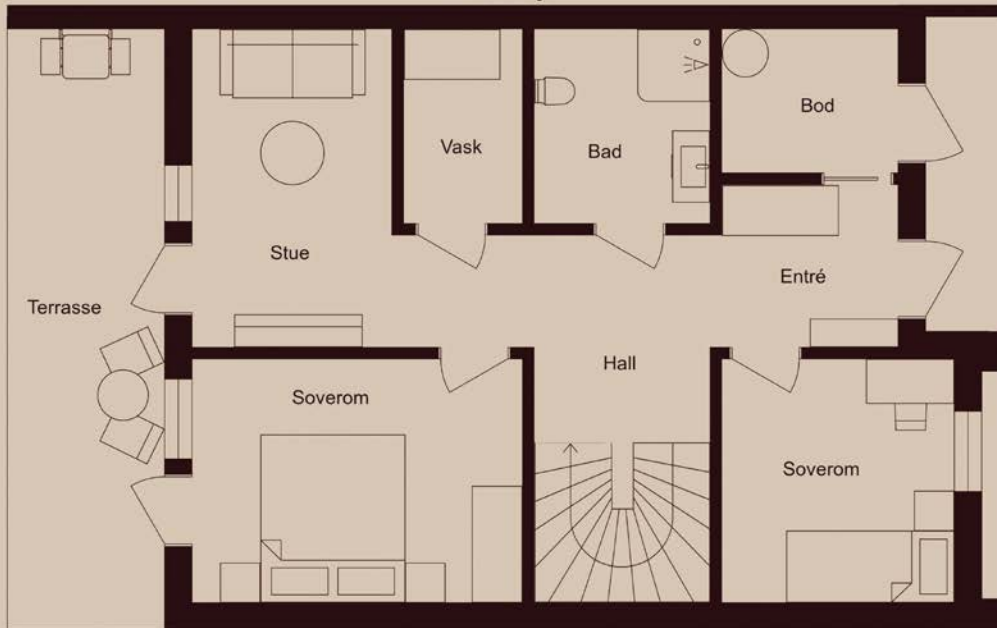 Bod
Vask
Bad
Stue
Entré
Terrasse
Hall
Soverom
Soverom